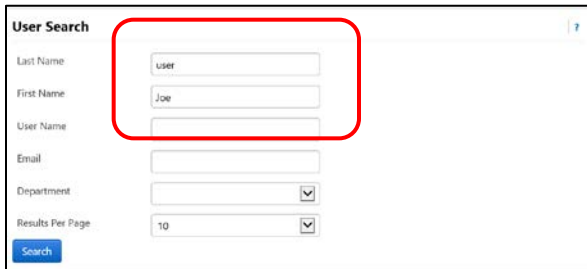 User Search
?
Last Name
user
First Name
Joe
User Name
Email
Department
Results Per Page
10
Search